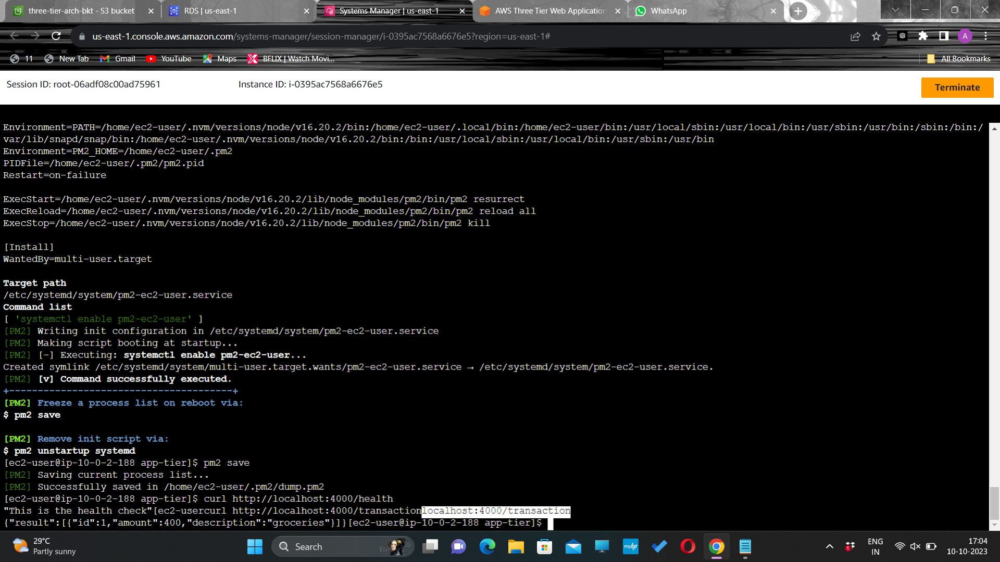 three-tier-arch-bkt - S3 bucket
RDS | us-east-1
Systems Manager | us-east-1
AWS Three Tier Web Application
WhatsApp
us-east-1.console.aws.amazon.com/systems-manager/session-manager/i-0395ac7568a6676e5?region=us-east-1#
A
11
New Tab
Gmail
YouTube
Maps
BFLIX | Watch Movi...
All Bookmarks
Session ID: root-06adf08c00ad75961
Instance ID: i-0395ac7568a6676e5
Terminate
Environment=PATH=/home/ec2-user/.nvm/versions/node/v16.20.2/bin:/home/ec2-user/.local/bin:/home/ec2-user/bin:/usr/local/sbin:/usr/local/bin:/usr/sbin:/usr/bin:/sbin:/bin:/
var/lib/snapd/snap/bin:/home/ec2-user/.nvm/versions/node/v16.20.2/bin:/bin:/usr/local/sbin:/usr/local/bin:/usr/sbin:/usr/bin
Environment=PM2_HOME=/home/ec2-user/.pm2
PIDFile=/home/ec2-user/.pm2/pm2.pid
Restart=on-failure
ExecStart=/home/ec2-user/.nvm/versions/node/v16.20.2/lib/node_modules/pm2/bin/pm2 resurrect
ExecReload=/home/ec2-user/.nvm/versions/node/v16.20.2/lib/node_modules/pm2/bin/pm2 reload all
ExecStop=/home/ec2-user/.nvm/versions/node/v16.20.2/lib/node_modules/pm2/bin/pm2 kill
[Install]
WantedBy=multi-user.target
Target path
/etc/systemd/system/pm2-ec2-user.service
Command list
[ 'systemctl enable pm2-ec2-user' ]
[PM2] Writing init configuration in /etc/systemd/system/pm2-ec2-user.service
[PM2] Making script booting at startup...
[PM2] [-] Executing: systemctl enable pm2-ec2-user...
Created symlink /etc/systemd/system/multi-user.target.wants/pm2-ec2-user.service → /etc/systemd/system/pm2-ec2-user.service.
[PM2] [v] Command successfully executed.
+---------------------------------------+
[PM2] Freeze a process list on reboot via:
$ pm2 save
[PM2] Remove init script via:
$ pm2 unstartup systemd
[ec2-user@ip-10-0-2-188 app-tier]$ pm2 save
[PM2] Saving current process list...
[PM2] Successfully saved in /home/ec2-user/.pm2/dump.pm2
[ec2-user@ip-10-0-2-188 app-tier]$ curl http://localhost:4000/health
"This is the health check"[ec2-usercurl http://localhost:4000/transactionlocalhost:4000/transaction
{"result":[{"id":1,"amount":400,"description":"groceries"}]}[ec2-user@ip-10-0-2-188 app-tier]$
29°C
Partly sunny
Search
myhp
1
ENG
IN
17:04
10-10-2023